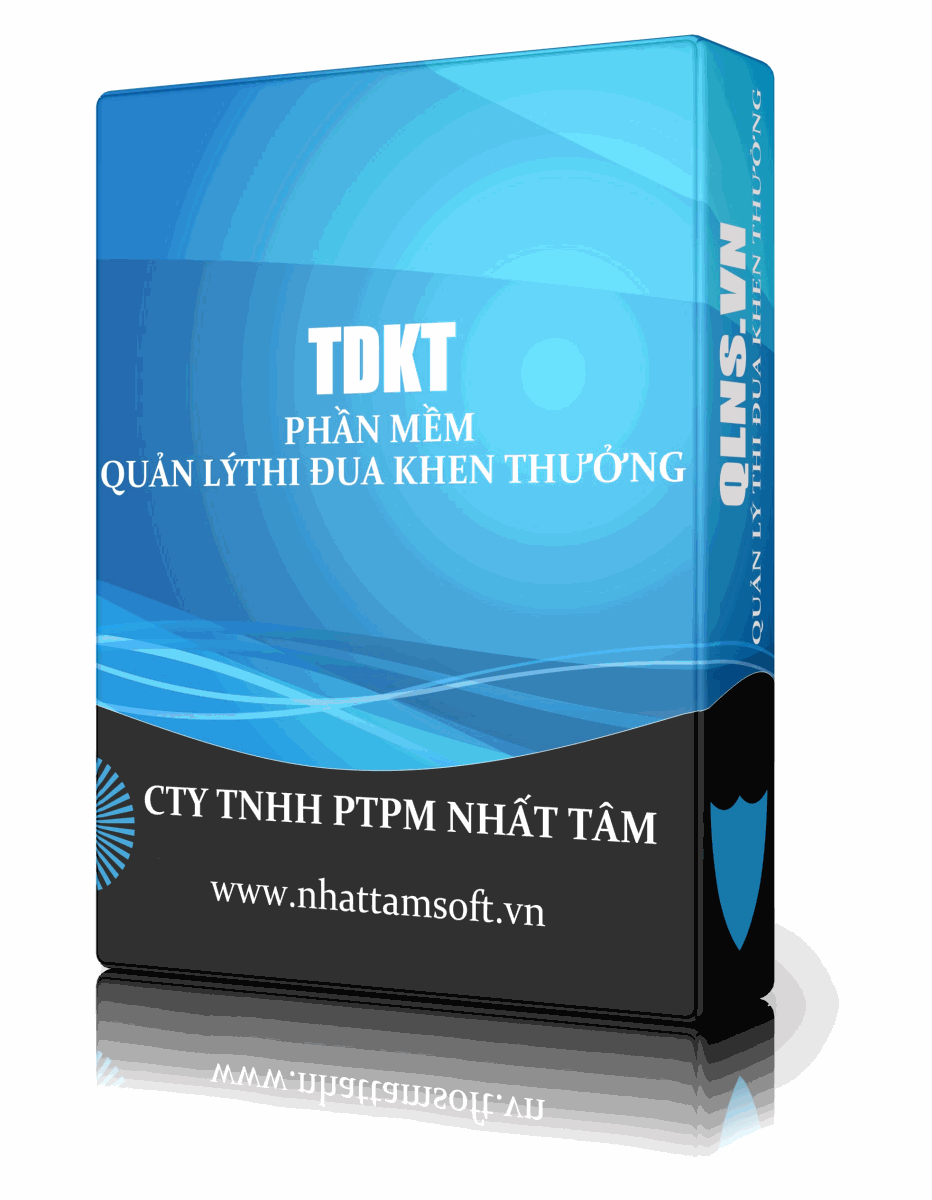 TDKT
PHẦN MỀM
QUẢN LÝTHI ĐUA KHEN THƯỞNG
CTY TNHH PTPM NHẤT TÂM
www.nhattamsoft.vn
QLNS.VN
QUẢN LÝ THI ĐUA KHEN THƯỞNG
www.nhattamsoft.vn